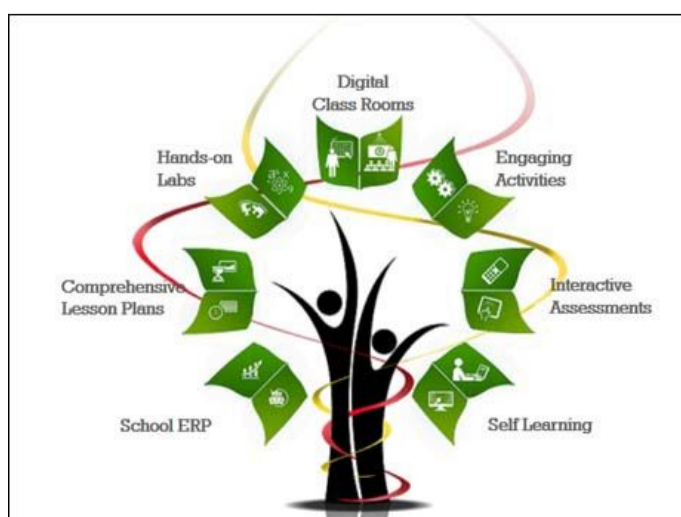 Digital
Class Rooms
Hands-on
Labs
Engaging
Activities
Comprehensive
Lesson Plans
Interactive
Assessments
School ERP
Self Learning